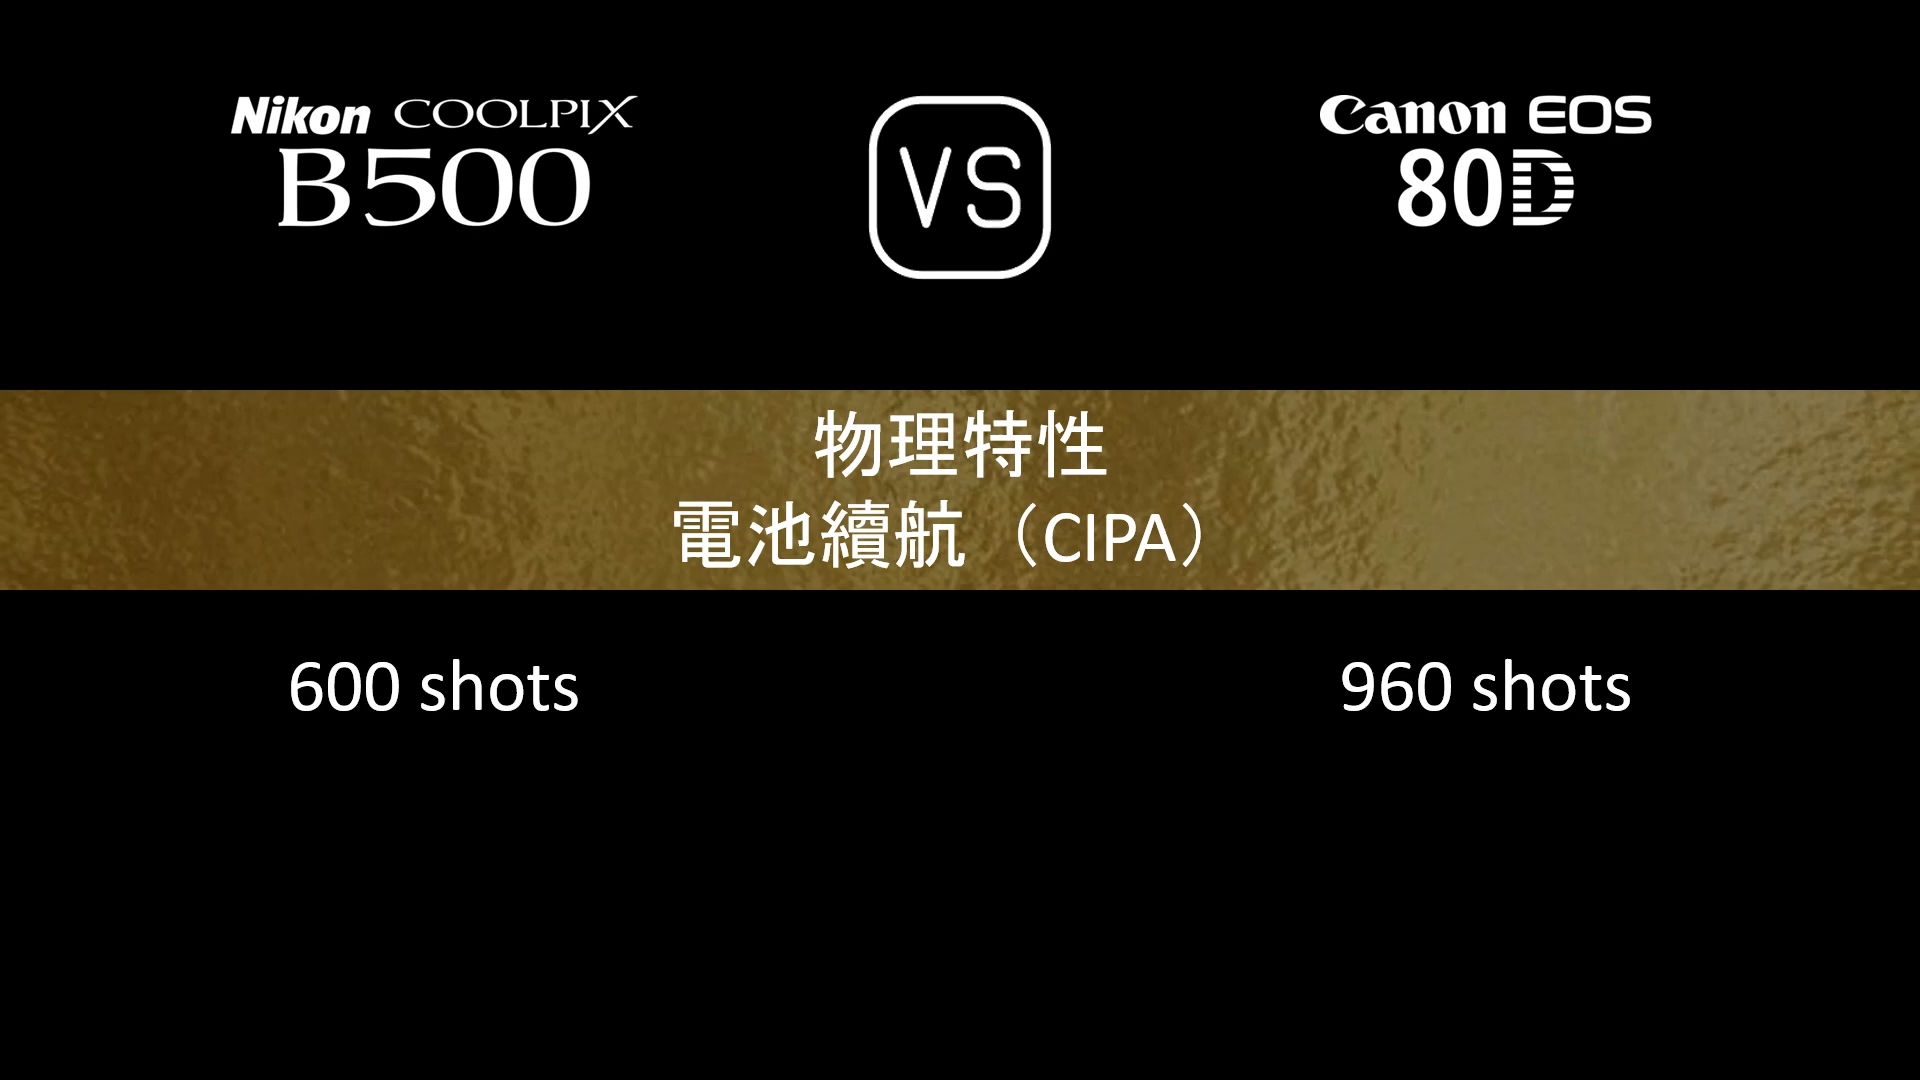 Nikon COOLPIX
B500
VS
Canon EOS
80D
物理特性
電池續航（CIPA）
600 shots
960 shots